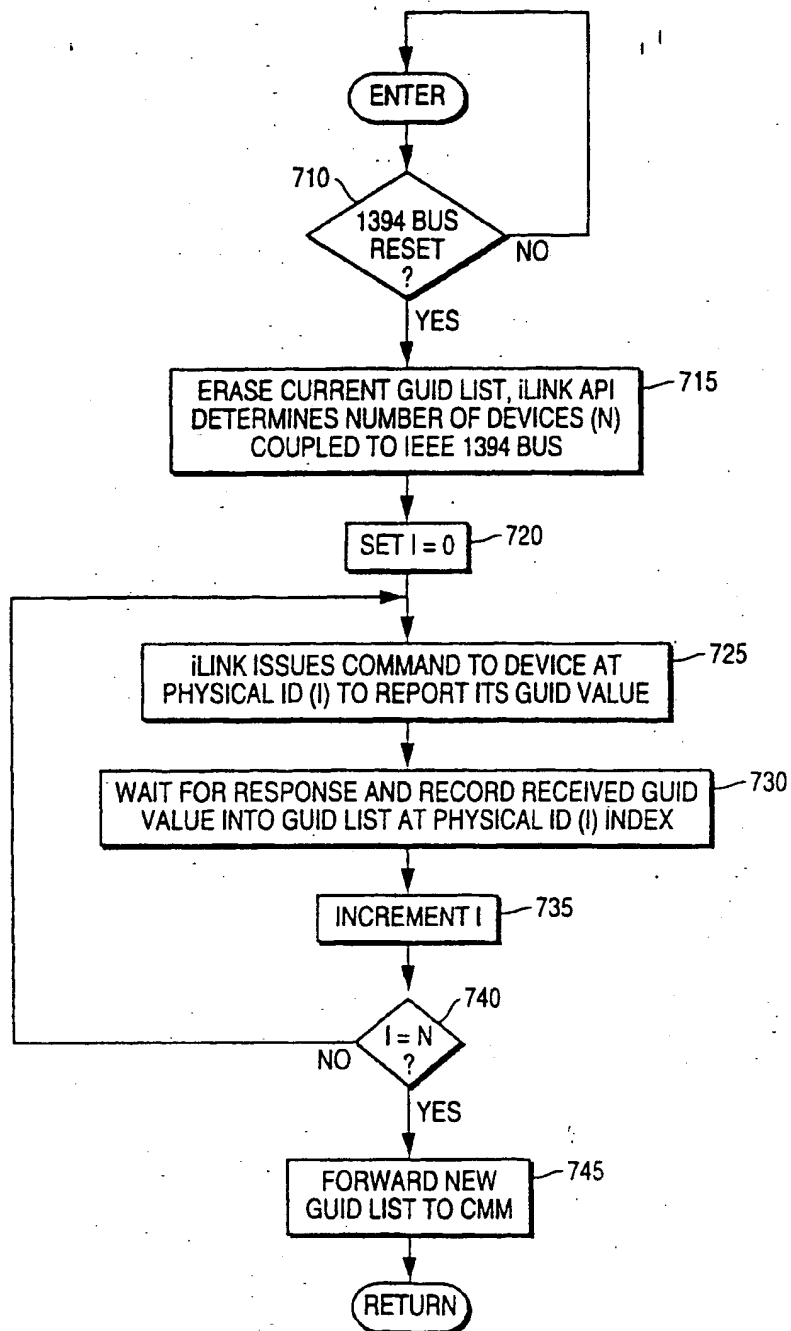 ENTER
710
1394 BUS
RESET
?
NO
YES
ERASE CURRENT GUID LIST, iLINK API
DETERMINES NUMBER OF DEVICES (N)
COUPLED TO IEEE 1394 BUS
715
SET I = 0
720
iLINK ISSUES COMMAND TO DEVICE AT
PHYSICAL ID (I) TO REPORT ITS GUID VALUE
725
WAIT FOR RESPONSE AND RECORD RECEIVED GUID
VALUE INTO GUID LIST AT PHYSICAL ID (I) INDEX
730
INCREMENT I
735
740
I = N
?
NO
YES
FORWARD NEW
GUID LIST TO CMM
745
RETURN